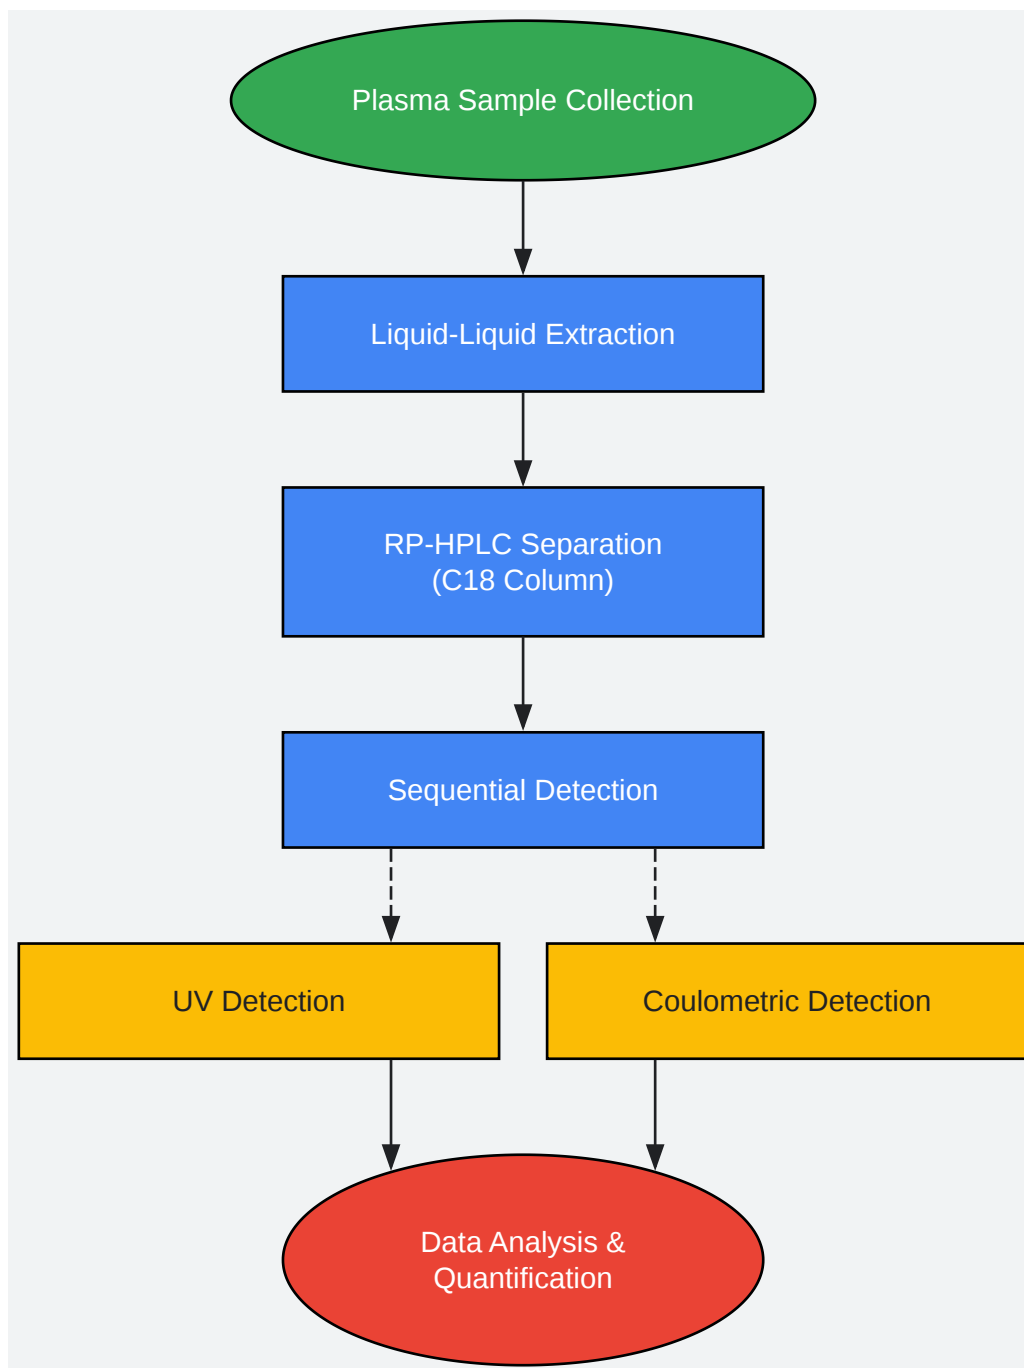 Plasma Sample Collection
Liquid-Liquid Extraction
RP-HPLC Separation
(C18 Column)
Sequential Detection
UV Detection
Coulometric Detection
Data Analysis &
Quantification